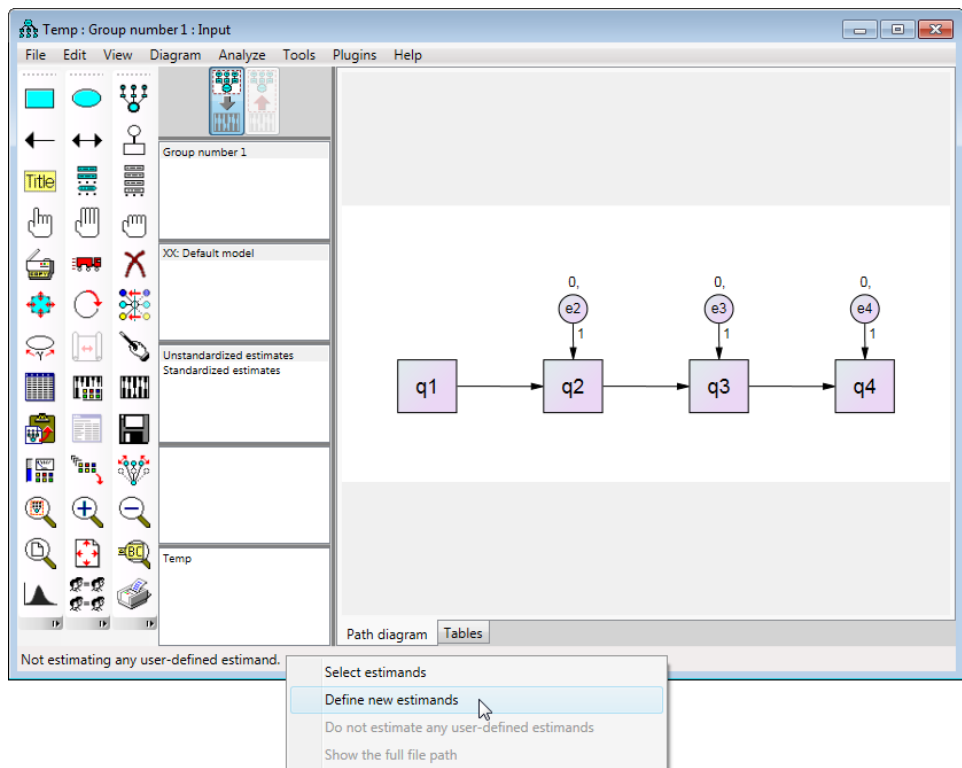 Temp : Group number 1 : Input
File Edit View Diagram Analyze Tools Plugins Help
Title
Group number 1
XX: Default model
Unstandardized estimates
Standardized estimates
Temp
0,
0,
0,
e2
e3
e4
1
1
1
q1
q2
q3
q4
Path diagram Tables
Not estimating any user-defined estimand.
Select estimands
Define new estimands
Do not estimate any user-defined estimands
Show the full file path